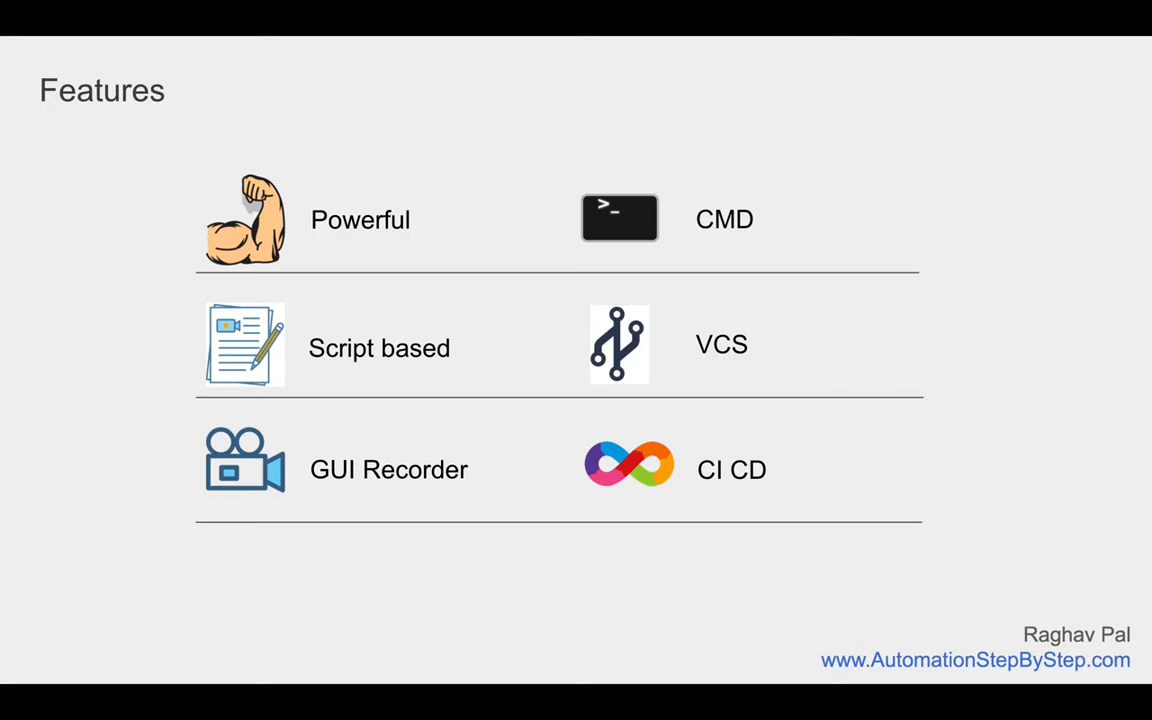 Features
Powerful
>_
CMD
Script based
VCS
GUI Recorder
CI CD
Raghav Pal
www.AutomationStepByStep.com